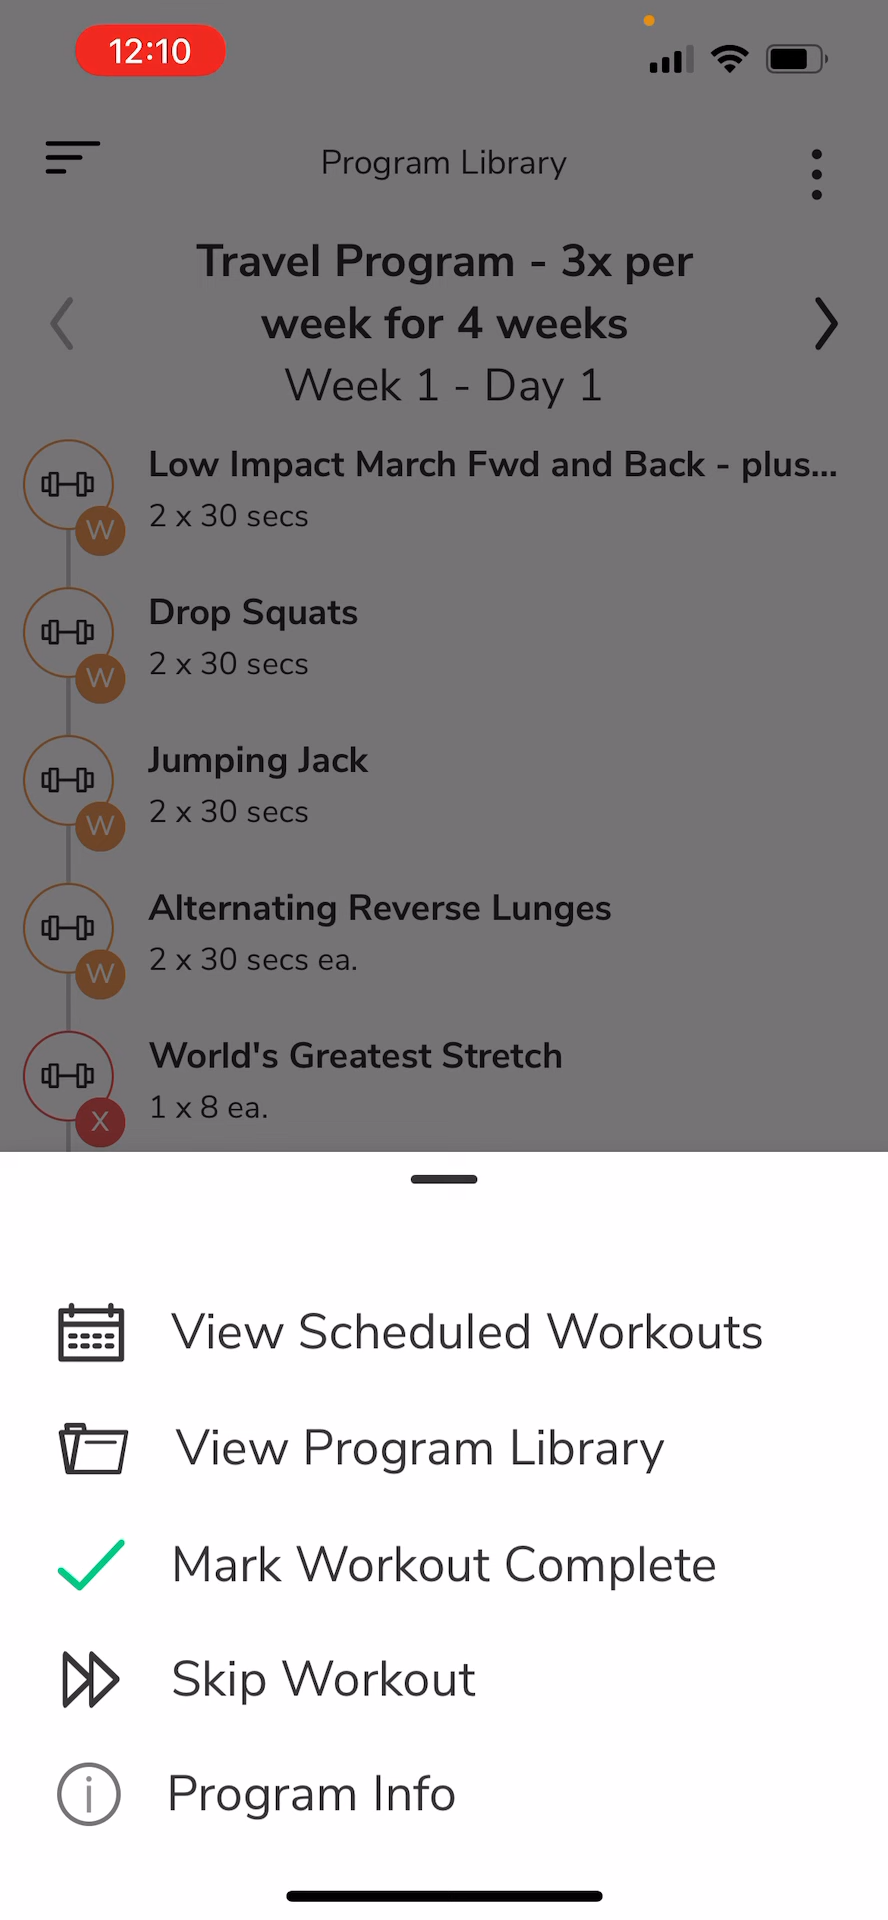 12:10
Program Library
Travel Program - 3x per
week for 4 weeks
Week 1 - Day 1
Low Impact March Fwd and Back - plus...
2 x 30 secs
W
Drop Squats
2 x 30 secs
W
Jumping Jack
2 x 30 secs
W
Alternating Reverse Lunges
2 x 30 secs ea.
W
World's Greatest Stretch
1 x 8 ea.
X
View Scheduled Workouts
View Program Library
Mark Workout Complete
Skip Workout
Program Info